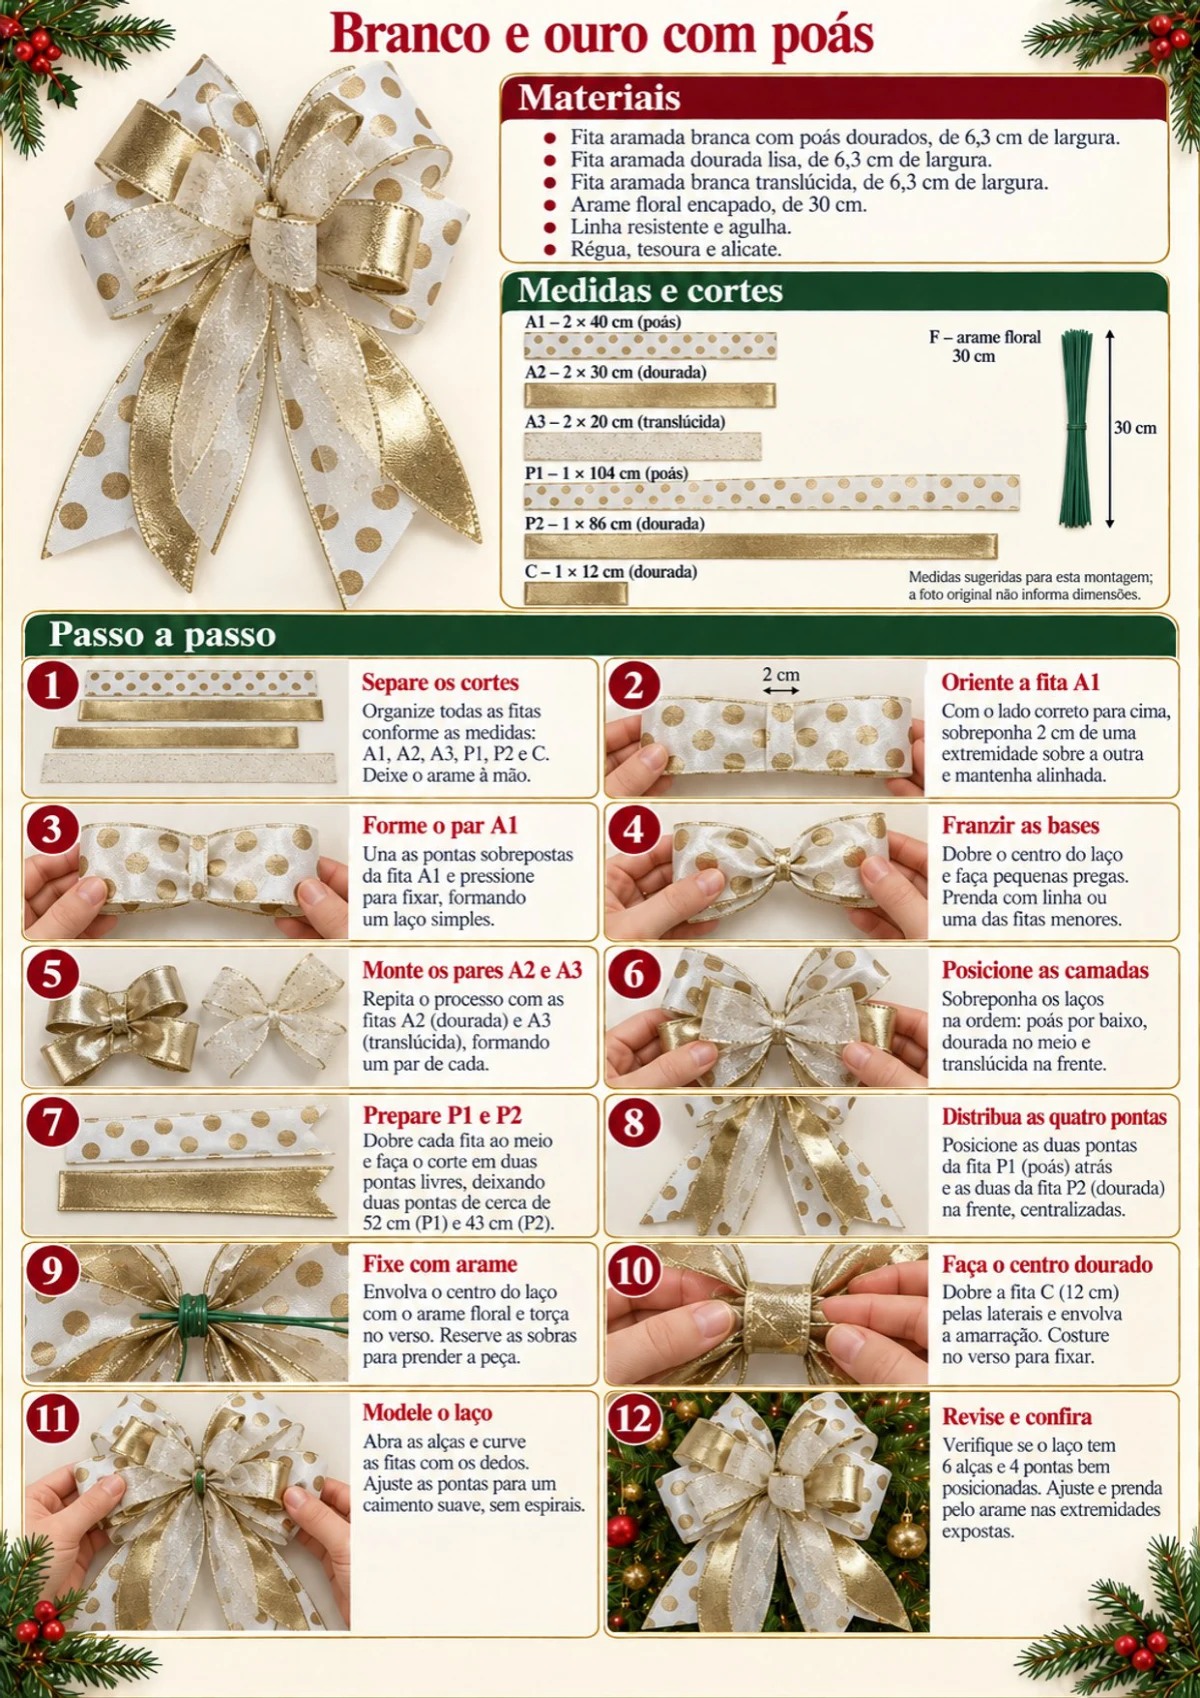 Branco e ouro com poás
Materiais
● Fita aramada branca com poás dourados, de 6,3 cm de largura.
● Fita aramada dourada lisa, de 6,3 cm de largura.
● Fita aramada branca translúcida, de 6,3 cm de largura.
● Arame floral encapado, de 30 cm.
● Linha resistente e agulha.
● Régua, tesoura e alicate.
Medidas e cortes
A1 – 2 × 40 cm (poás)
A2 – 2 × 30 cm (dourada)
A3 – 2 × 20 cm (translúcida)
P1 – 1 × 104 cm (poás)
P2 – 1 × 86 cm (dourada)
C – 1 × 12 cm (dourada)
F – arame floral
30 cm
30 cm
Medidas sugeridas para esta montagem;
a foto original não informa dimensões.
Passo a passo
1
Separe os cortes
Organize todas as fitas
conforme as medidas:
A1, A2, A3, P1, P2 e C.
Deixe o arame à mão.
2
2 cm
Oriente a fita A1
Com o lado correto para cima,
sobreponha 2 cm de uma
extremidade sobre a outra
e mantenha alinhada.
3
Forme o par A1
Una as pontas sobrepostas
da fita A1 e pressione
para fixar, formando
um laço simples.
4
Franzir as bases
Dobre o centro do laço
e faça pequenas pregas.
Prenda com linha ou
uma das fitas menores.
5
Monte os pares A2 e A3
Repita o processo com as
fitas A2 (dourada) e A3
(translúcida), formando
um par de cada.
6
Posicione as camadas
Sobreponha os laços
na ordem: poás por baixo,
dourada no meio e
translúcida na frente.
7
Prepare P1 e P2
Dobre cada fita ao meio
e faça o corte em duas
pontas livres, deixando
duas pontas de cerca de
52 cm (P1) e 43 cm (P2).
8
Distribua as quatro pontas
Posicione as duas pontas
da fita P1 (poás) atrás
e as duas da fita P2 (dourada)
na frente, centralizadas.
9
Fixe com arame
Envolva o centro do laço
com o arame floral e torça
no verso. Reserve as sobras
para prender a peça.
10
Faça o centro dourado
Dobre a fita C (12 cm)
pelas laterais e envolva
a amarração. Costure
no verso para fixar.
11
Modele o laço
Abra as alças e curve
as fitas com os dedos.
Ajuste as pontas para um
caimento suave, sem espirais.
12
Revise e confira
Verifique se o laço tem
6 alças e 4 pontas bem
posicionadas. Ajuste e prenda
pelo arame nas extremidades
expostas.